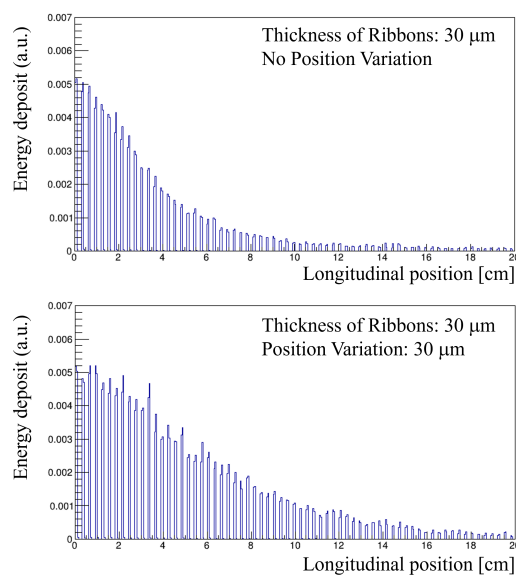 Thickness of Ribbons: 30 μm
No Position Variation
Energy deposit (a.u.)
0.007
0.006
0.005
0.004
0.003
0.002
0.001
0
0 2 4 6 8 10 12 14 16 18 20
Longitudinal position [cm]
Thickness of Ribbons: 30 μm
Position Variation: 30 μm
Energy deposit (a.u.)
0.007
0.006
0.005
0.004
0.003
0.002
0.001
0
0 2 4 6 8 10 12 14 16 18 20
Longitudinal position [cm]